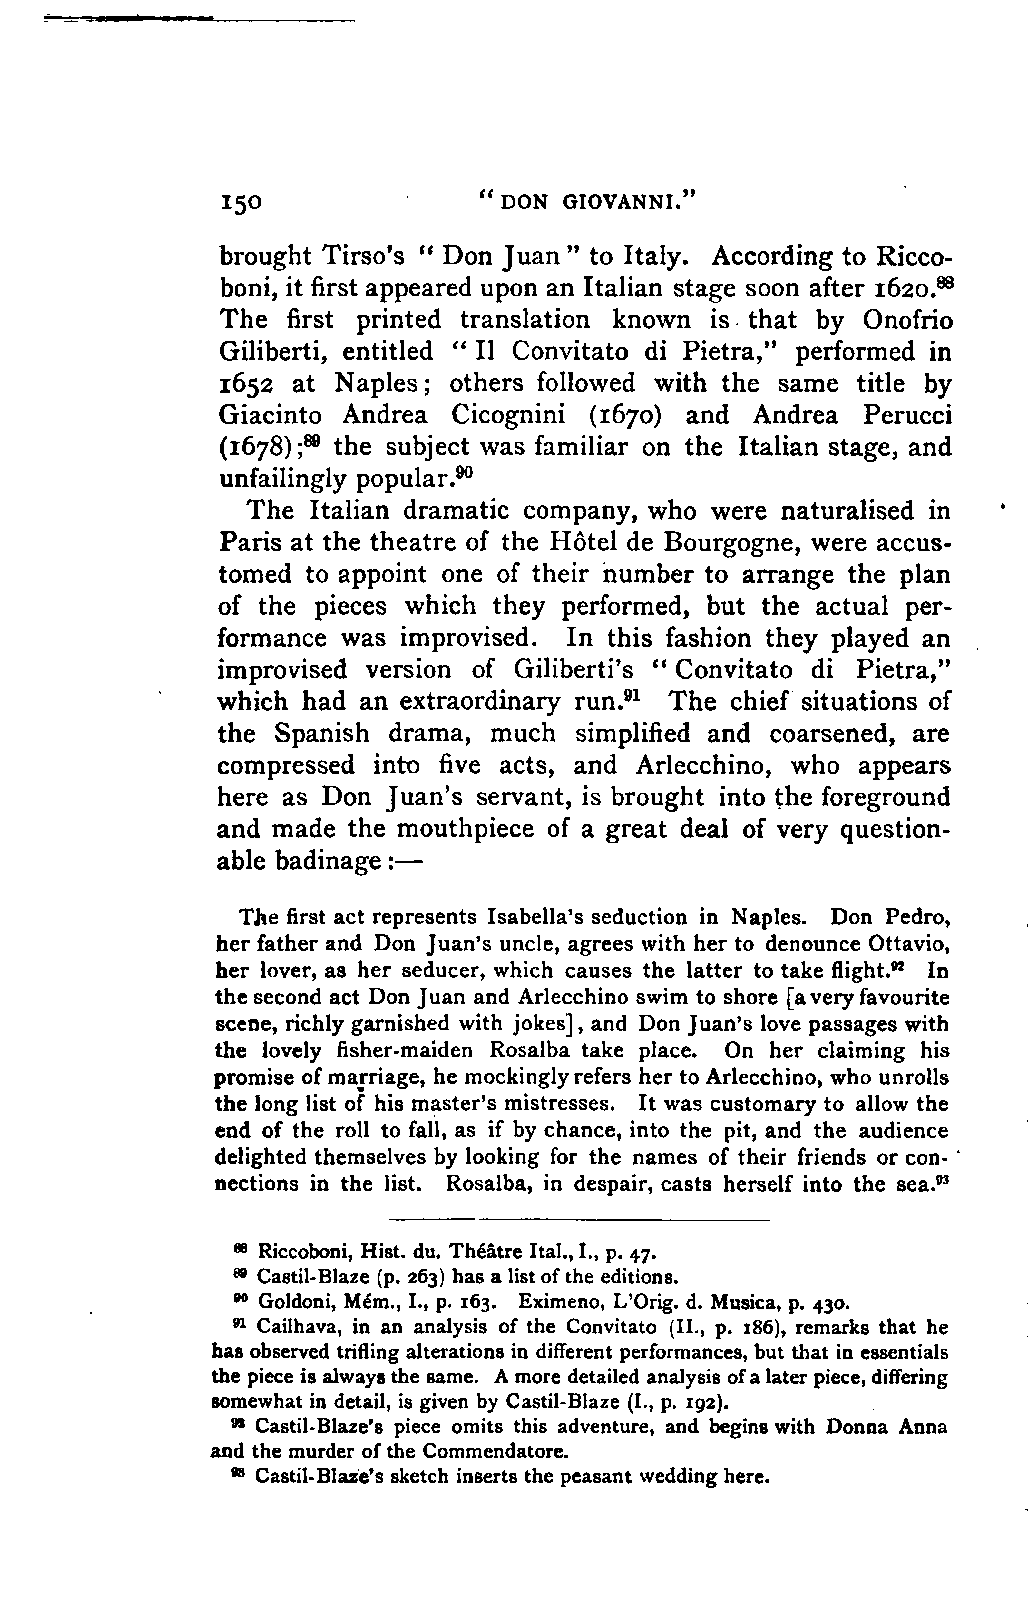 150 "DON GIOVANNI."
brought Tirso's "Don Juan" to Italy. According to Ricco-
boni, it first appeared upon an Italian stage soon after 1620.⁸⁸
The first printed translation known is that by Onofrio
Giliberti, entitled "Il Convitato di Pietra," performed in
1652 at Naples; others followed with the same title by
Giacinto Andrea Cicognini (1670) and Andrea Perucci
(1678);⁸⁹ the subject was familiar on the Italian stage, and
unfailingly popular.⁹⁰
The Italian dramatic company, who were naturalised in
Paris at the theatre of the Hôtel de Bourgogne, were accus-
tomed to appoint one of their number to arrange the plan
of the pieces which they performed, but the actual per-
formance was improvised. In this fashion they played an
improvised version of Giliberti's "Convitato di Pietra,"
which had an extraordinary run.⁹¹ The chief situations of
the Spanish drama, much simplified and coarsened, are
compressed into five acts, and Arlecchino, who appears
here as Don Juan's servant, is brought into the foreground
and made the mouthpiece of a great deal of very question-
able badinage:—
The first act represents Isabella's seduction in Naples. Don Pedro,
her father and Don Juan's uncle, agrees with her to denounce Ottavio,
her lover, as her seducer, which causes the latter to take flight.⁹² In
the second act Don Juan and Arlecchino swim to shore [a very favourite
scene, richly garnished with jokes], and Don Juan's love passages with
the lovely fisher-maiden Rosalba take place. On her claiming his
promise of marriage, he mockingly refers her to Arlecchino, who unrolls
the long list of his master's mistresses. It was customary to allow the
end of the roll to fall, as if by chance, into the pit, and the audience
delighted themselves by looking for the names of their friends or con-
nections in the list. Rosalba, in despair, casts herself into the sea.⁹³
⁸⁸ Riccoboni, Hist. du. Théâtre Ital., I., p. 47.
⁸⁹ Castil-Blaze (p. 263) has a list of the editions.
⁹⁰ Goldoni, Mém., I., p. 163. Eximeno, L'Orig. d. Musica, p. 430.
⁹¹ Cailhava, in an analysis of the Convitato (II., p. 186), remarks that he
has observed trifling alterations in different performances, but that in essentials
the piece is always the same. A more detailed analysis of a later piece, differing
somewhat in detail, is given by Castil-Blaze (I., p. 192).
⁹² Castil-Blaze's piece omits this adventure, and begins with Donna Anna
and the murder of the Commendatore.
⁹³ Castil-Blaze's sketch inserts the peasant wedding here.